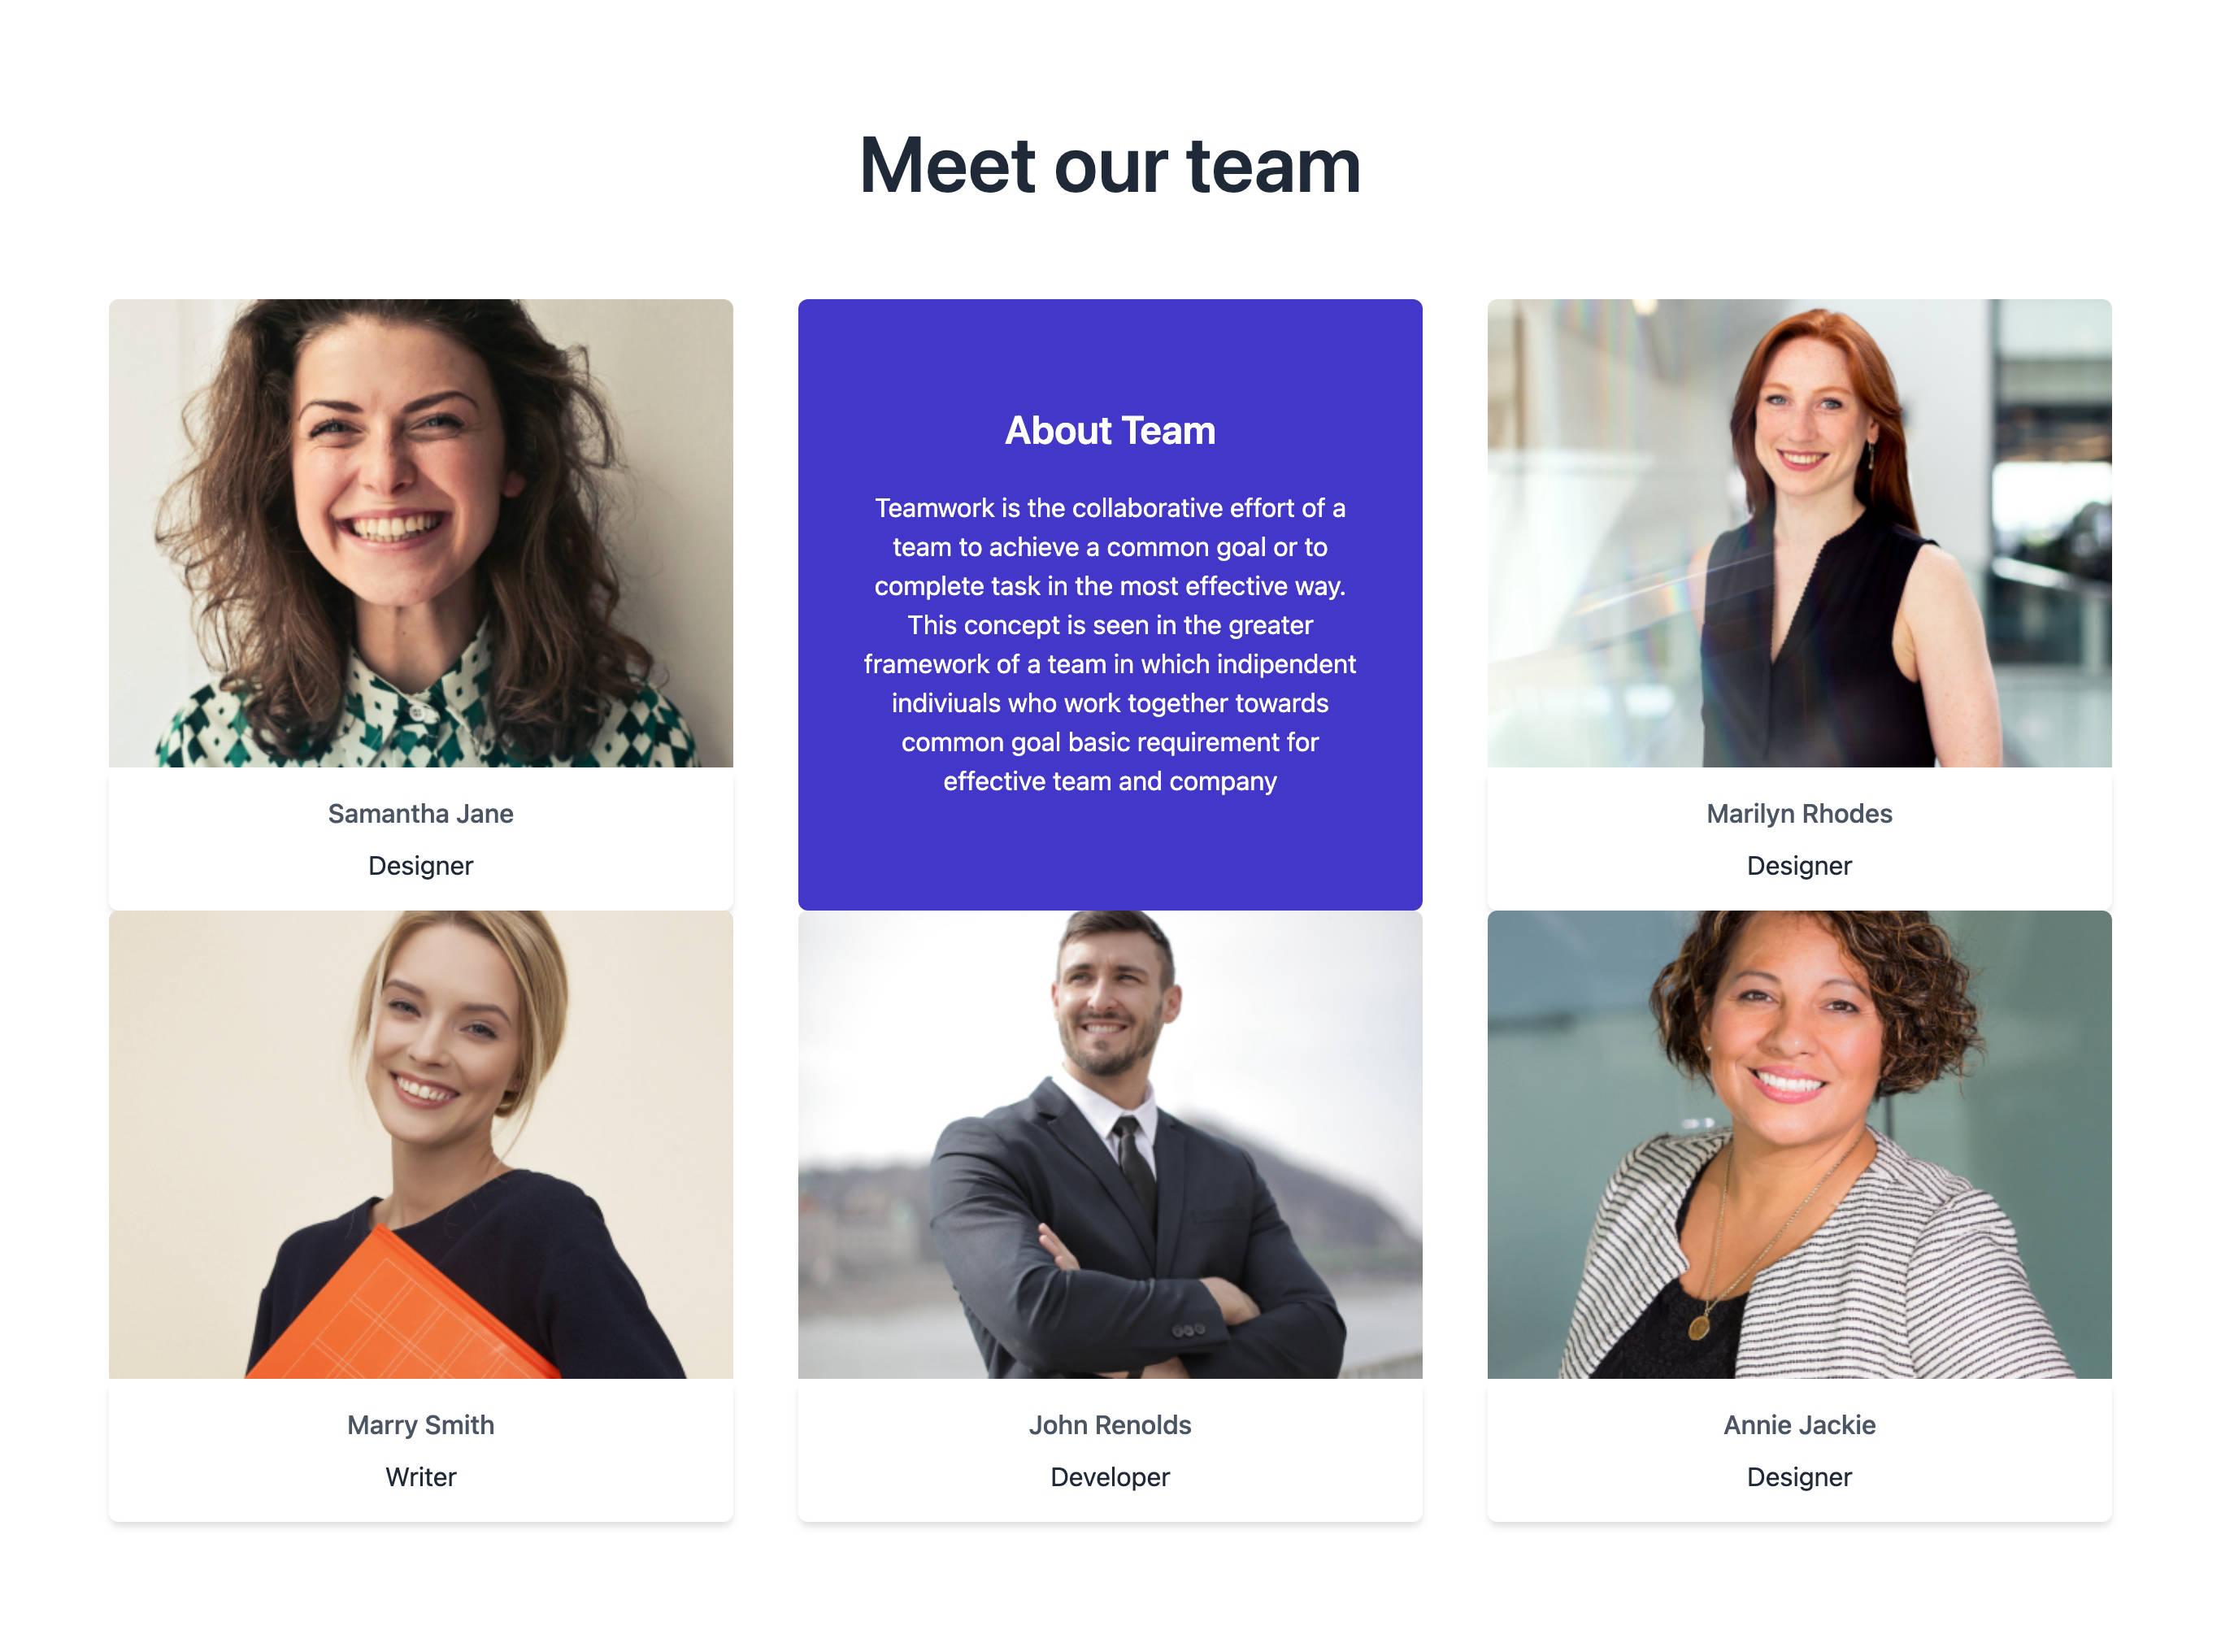 Meet our team
About Team
Teamwork is the collaborative effort of a
team to achieve a common goal or to
complete task in the most effective way.
This concept is seen in the greater
framework of a team in which indipendent
indiviuals who work together towards
common goal basic requirement for
effective team and company
Samantha Jane
Designer
Marilyn Rhodes
Designer
Marry Smith
Writer
John Renolds
Developer
Annie Jackie
Designer